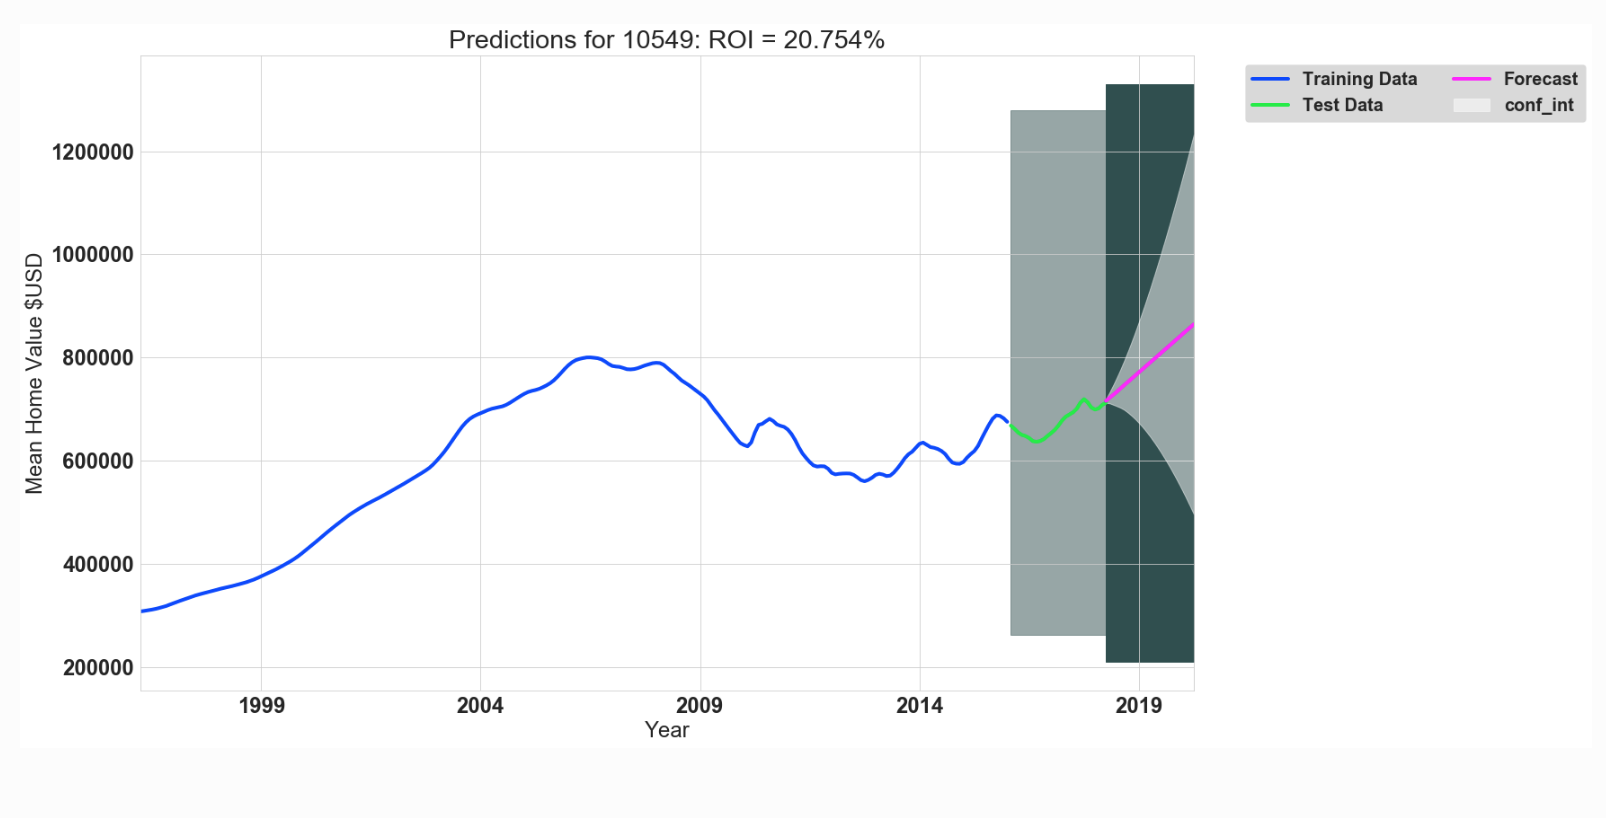 Predictions for 10549: ROI = 20.754%
Training Data
Forecast
Test Data
conf_int
Mean Home Value $USD
1200000
1000000
800000
600000
400000
200000
1999
2004
2009
2014
2019
Year